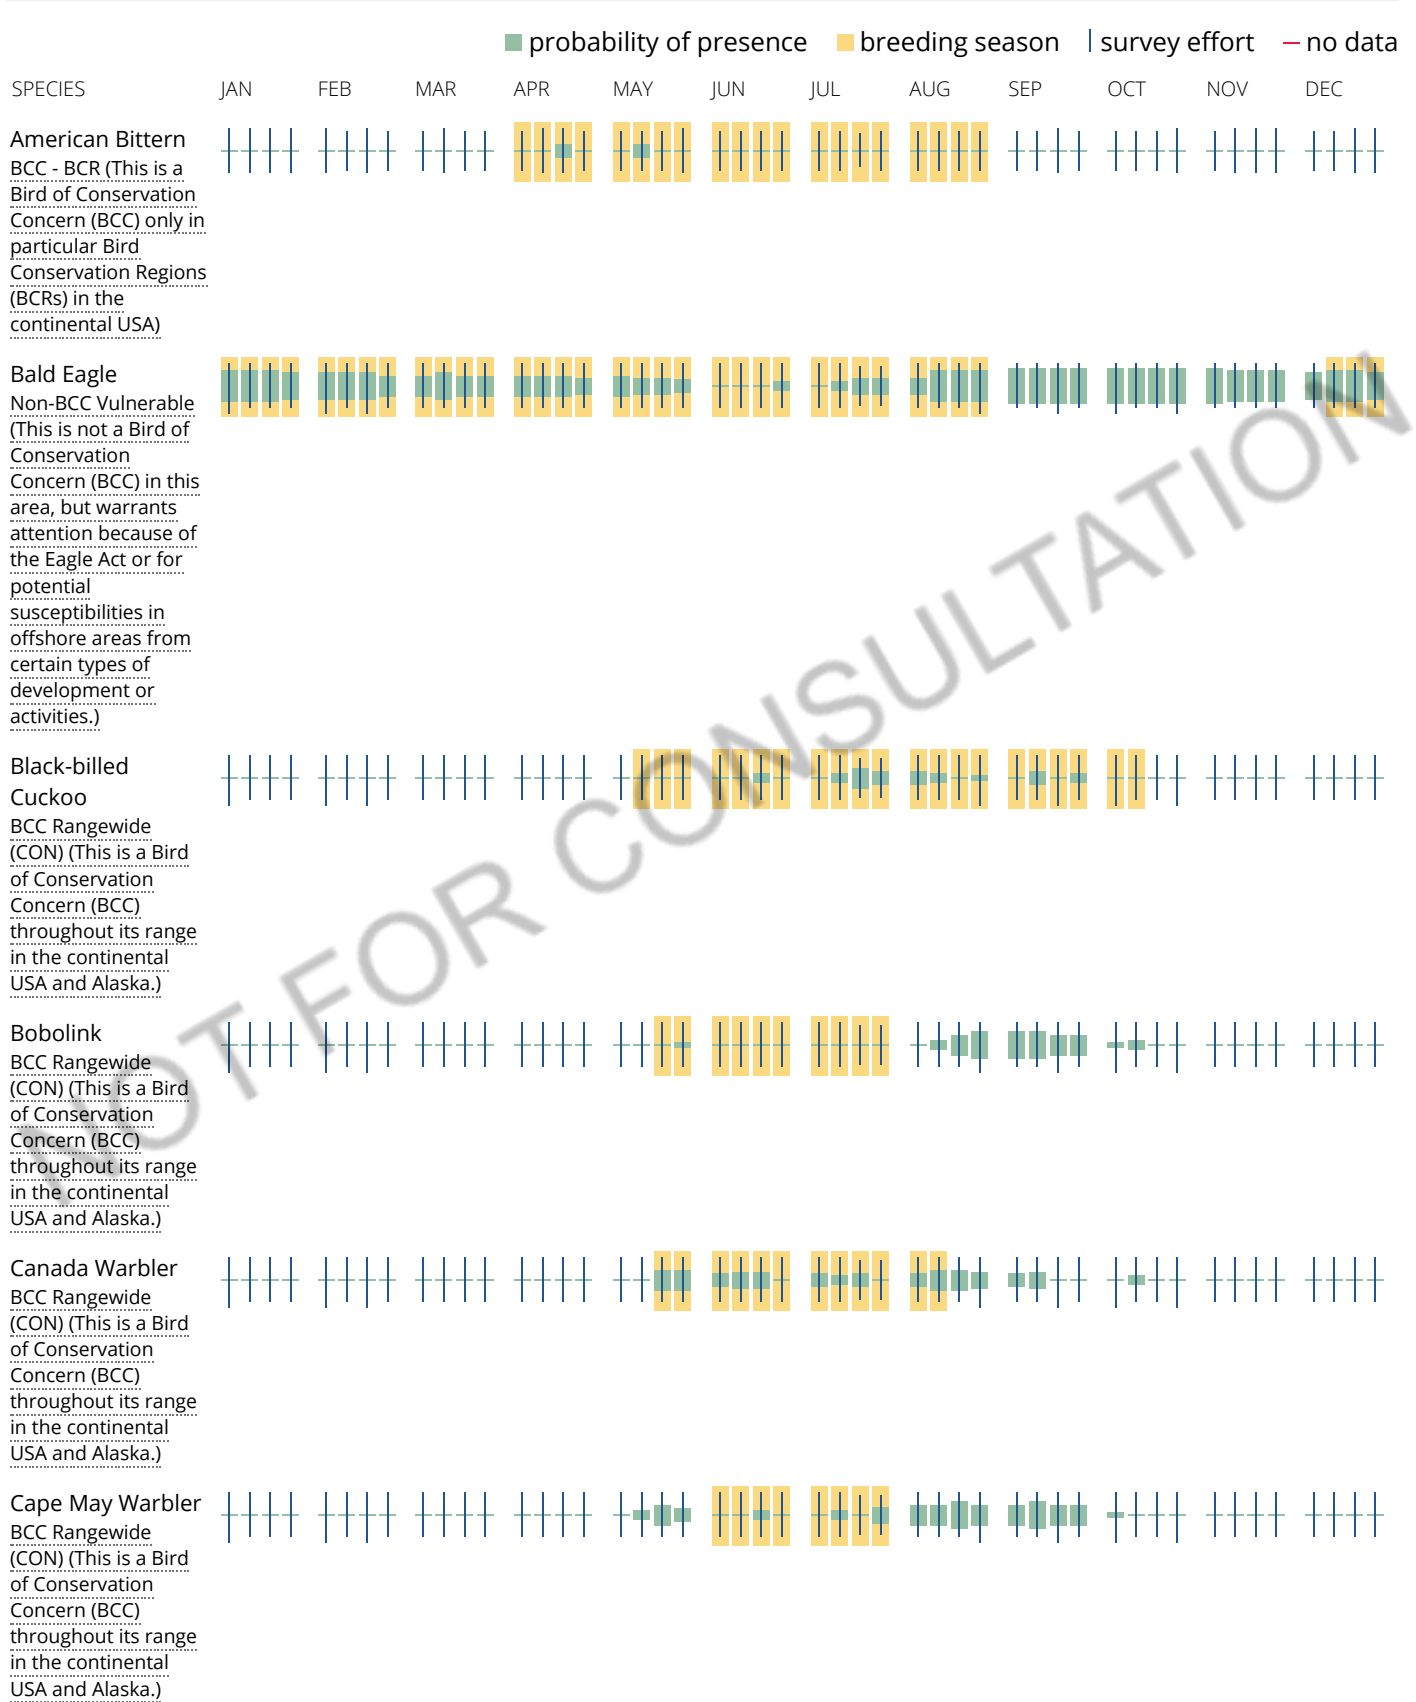 probability of presence breeding season survey effort no data
SPECIES JAN FEB MAR APR MAY JUN JUL AUG SEP OCT NOV DEC
American Bittern
BCC - BCR (This is a
Bird of Conservation
Concern (BCC) only in
particular Bird
Conservation Regions
(BCRs) in the
continental USA)
Bald Eagle
Non-BCC Vulnerable
(This is not a Bird of
Conservation
Concern (BCC) in this
area, but warrants
attention because of
the Eagle Act or for
potential
susceptibilities in
offshore areas from
certain types of
development or
activities.)
Black-billed
Cuckoo
BCC Rangewide
(CON) (This is a Bird
of Conservation
Concern (BCC)
throughout its range
in the continental
USA and Alaska.)
Bobolink
BCC Rangewide
(CON) (This is a Bird
of Conservation
Concern (BCC)
throughout its range
in the continental
USA and Alaska.)
Canada Warbler
BCC Rangewide
(CON) (This is a Bird
of Conservation
Concern (BCC)
throughout its range
in the continental
USA and Alaska.)
Cape May Warbler
BCC Rangewide
(CON) (This is a Bird
of Conservation
Concern (BCC)
throughout its range
in the continental
USA and Alaska.)
NOT FOR CONSULTATION